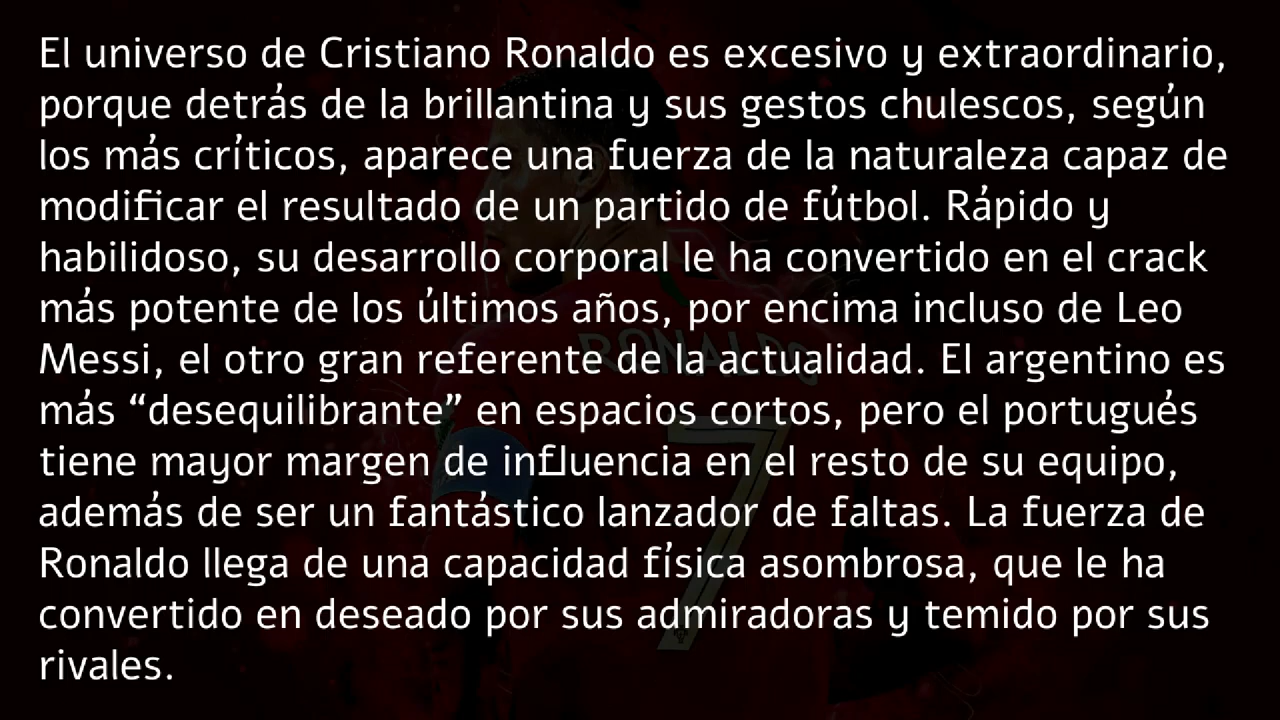 El universo de Cristiano Ronaldo es excesivo y extraordinario,
porque detrás de la brillantina y sus gestos chulescos, según
los más críticos, aparece una fuerza de la naturaleza capaz de
modificar el resultado de un partido de fútbol. Rápido y
habilidoso, su desarrollo corporal le ha convertido en el crack
más potente de los últimos años, por encima incluso de Leo
Messi, el otro gran referente de la actualidad. El argentino es
más “desequilibrante” en espacios cortos, pero el portugués
tiene mayor margen de influencia en el resto de su equipo,
además de ser un fantástico lanzador de faltas. La fuerza de
Ronaldo llega de una capacidad física asombrosa, que le ha
convertido en deseado por sus admiradoras y temido por sus
rivales.
RONALDO
7